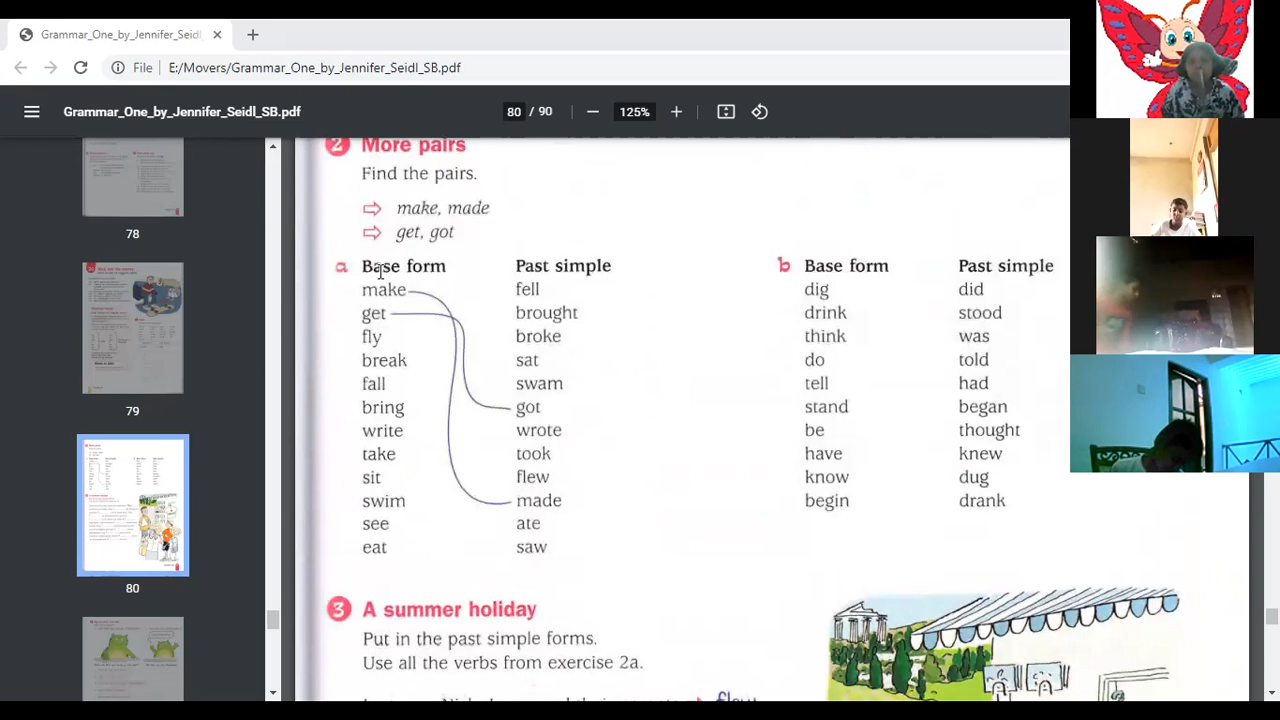 Grammar_One_by_Jennifer_Seidl_
File E:/Movers/Grammar_One_by_Jennifer_Seidl_SB.pdf
Grammar_One_by_Jennifer_Seidl_SB.pdf 80 / 90 125%
78
79
80
2 More pairs
Find the pairs.
make, made
get, got
a Base form Past simple
make fell
get brought
fly broke
break sat
fall swam
bring got
write wrote
take took
sit flew
swim made
see ate
eat saw
b Base form Past simple
dig did
drink stood
think was
do told
tell had
stand began
be thought
have knew
know dug
begin drank
3 A summer holiday
Put in the past simple forms.
Use all the verbs from exercise 2a.